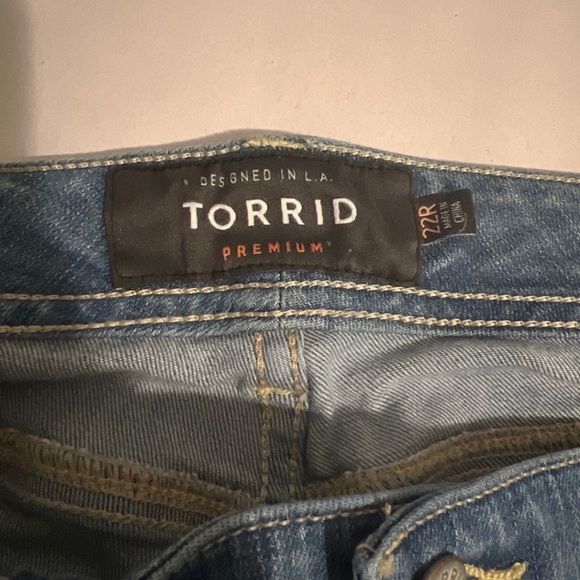 DESIGNED IN L.A.
TORRID
PREMIUM
22R
MADE IN
CHINA